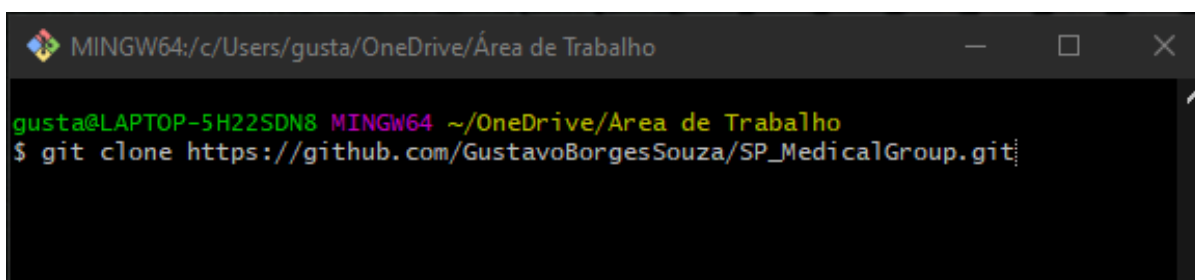 MINGW64:/c/Users/gusta/OneDrive/Área de Trabalho
gusta@LAPTOP-5H22SDN8 MINGW64 ~/OneDrive/Área de Trabalho
$ git clone https://github.com/GustavoBorgesSouza/SP_MedicalGroup.git